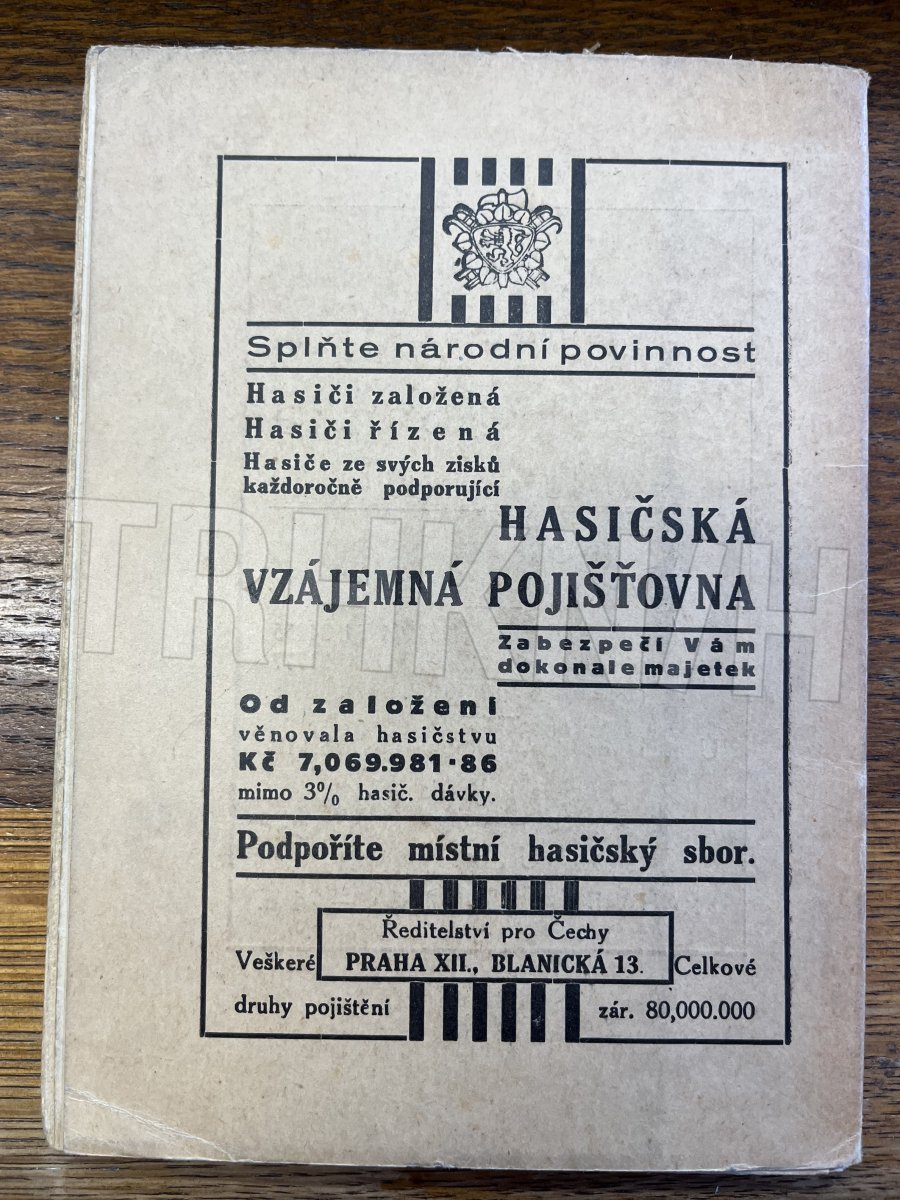 Splňte národní povinnost
Hasiči založená
Hasiči řízená
Hasiče ze svých zisků
každoročně podporující
HASIČSKÁ
VZÁJEMNÁ POJIŠŤOVNA
Zabezpečí Vám
dokonale majetek
Od založení
věnovala hasičstvu
Kč 7,069.981·86
mimo 3% hasič. dávky.
Podpoříte místní hasičský sbor.
Ředitelství pro Čechy
PRAHA XII., BLANICKÁ 13.
Veškeré
druhy pojištění
Celkové
zár. 80,000.000
TRHKNIH